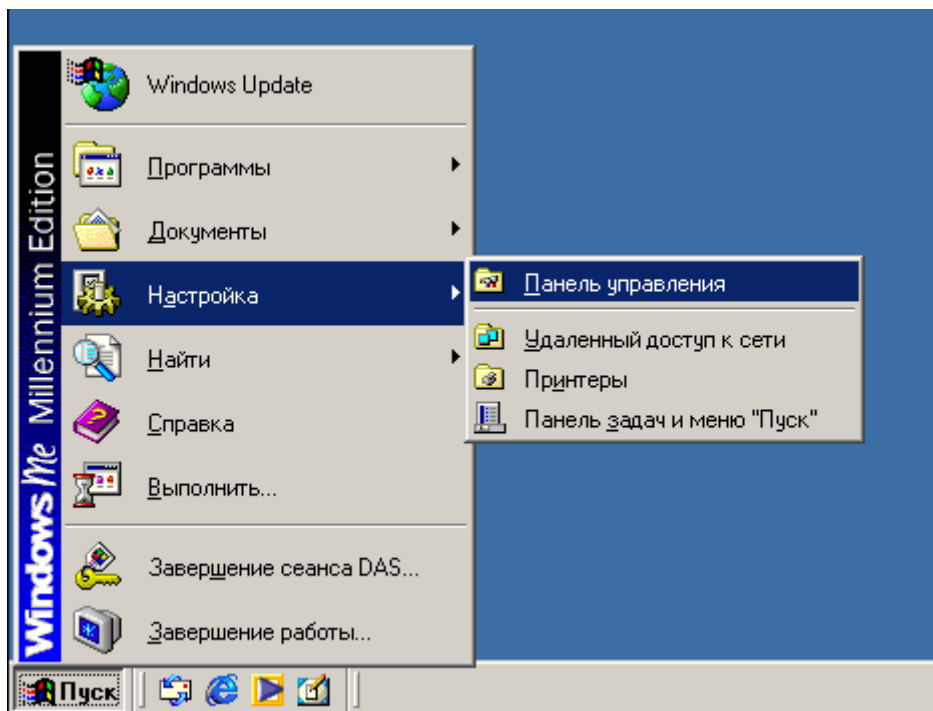 Windows Update
Программы
Документы
Настройка
Найти
Справка
Выполнить...
Завершение сеанса DAS...
Завершение работы...
Windows Me Millennium Edition
Панель управления
Удаленный доступ к сети
Принтеры
Панель задач и меню "Пуск"
Пуск